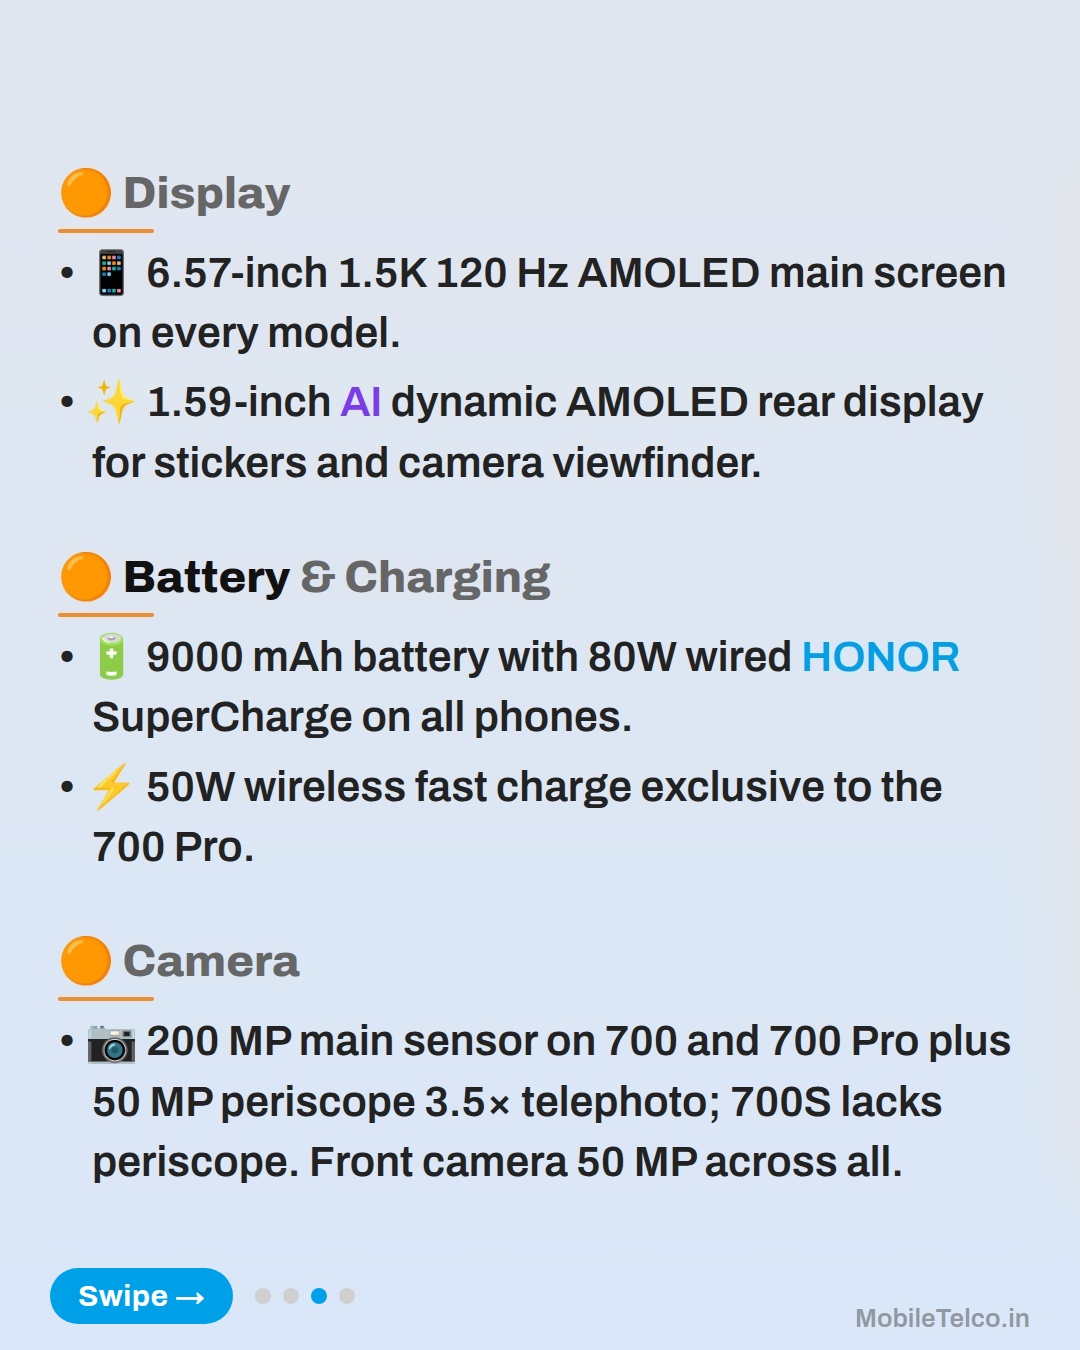 🟠 Display
• 📱 6.57-inch 1.5K 120 Hz AMOLED main screen
on every model.
• ✨ 1.59-inch AI dynamic AMOLED rear display
for stickers and camera viewfinder.
🟠 Battery & Charging
• 🔋 9000 mAh battery with 80W wired HONOR
SuperCharge on all phones.
• ⚡ 50W wireless fast charge exclusive to the
700 Pro.
🟠 Camera
• 📷 200 MP main sensor on 700 and 700 Pro plus
50 MP periscope 3.5× telephoto; 700S lacks
periscope. Front camera 50 MP across all.
Swipe →
MobileTelco.in